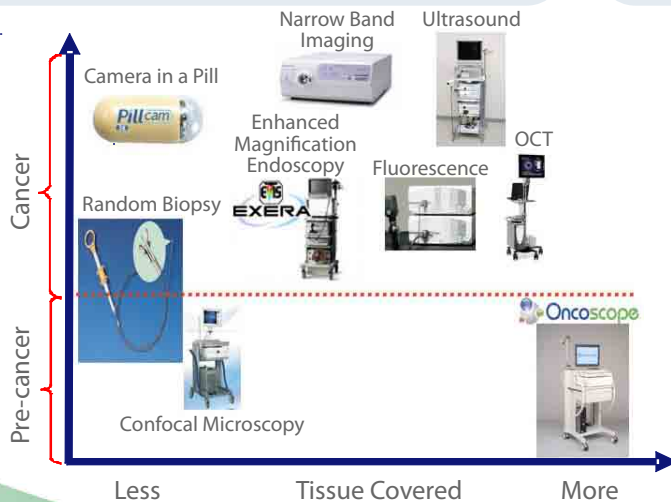 Narrow Band
Imaging
Ultrasound
Camera in a Pill
Pillcam
Enhanced
Magnification
Endoscopy
OCT
Fluorescence
Random Biopsy
EXERA
Oncoscope
Confocal Microscopy
Cancer
Pre-cancer
Less
Tissue Covered
More